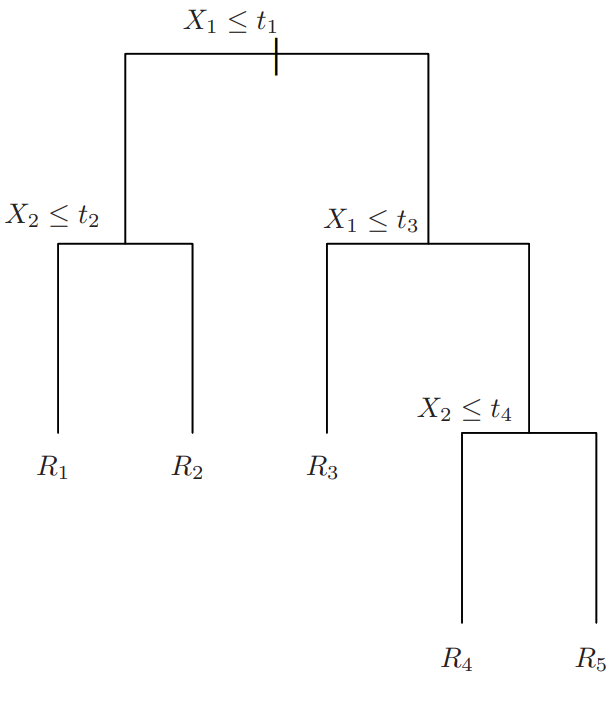 X₁ ≤ t₁
X₂ ≤ t₂
X₁ ≤ t₃
X₂ ≤ t₄
R₁
R₂
R₃
R₄
R₅